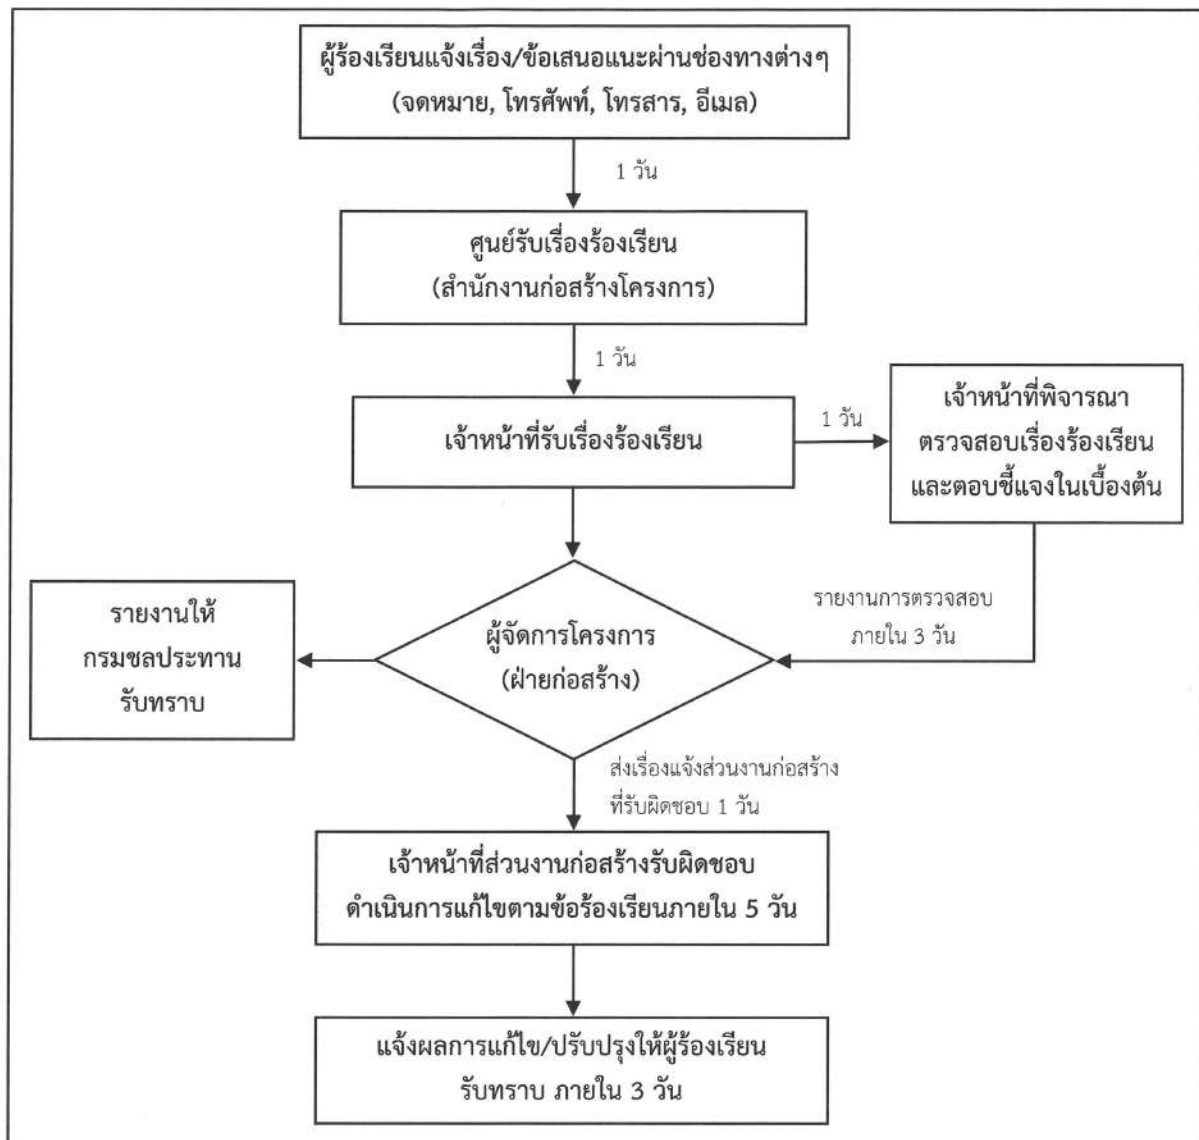 ผู้ร้องเรียนแจ้งเรื่อง/ข้อเสนอแนะผ่านช่องทางต่างๆ
(จดหมาย, โทรศัพท์, โทรสาร, อีเมล)
1 วัน
ศูนย์รับเรื่องร้องเรียน
(สำนักงานก่อสร้างโครงการ)
1 วัน
เจ้าหน้าที่รับเรื่องร้องเรียน
1 วัน
เจ้าหน้าที่พิจารณา
ตรวจสอบเรื่องร้องเรียน
และตอบชี้แจงในเบื้องต้น
รายงานการตรวจสอบ
ภายใน 3 วัน
ผู้จัดการโครงการ
(ฝ่ายก่อสร้าง)
รายงานให้
กรมชลประทาน
รับทราบ
ส่งเรื่องแจ้งส่วนงานก่อสร้าง
ที่รับผิดชอบ 1 วัน
เจ้าหน้าที่ส่วนงานก่อสร้างรับผิดชอบ
ดำเนินการแก้ไขตามข้อร้องเรียนภายใน 5 วัน
แจ้งผลการแก้ไข/ปรับปรุงให้ผู้ร้องเรียน
รับทราบ ภายใน 3 วัน